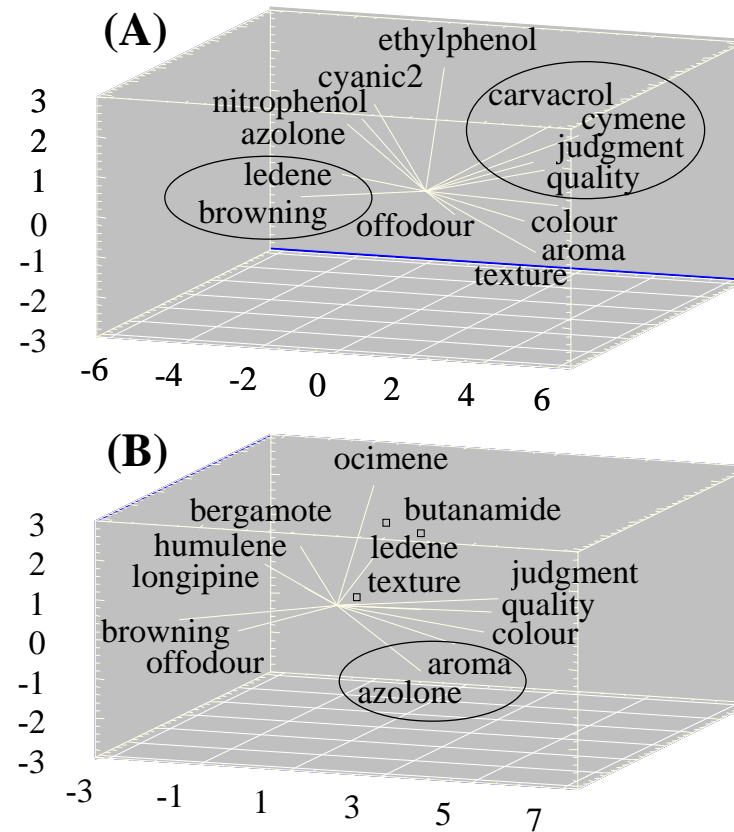 (A)
ethylphenol
cyanic2
nitrophenol
carvacrol
cymene
azolone
judgment
ledene
quality
browning
offodour
colour
aroma
texture
3
2
1
0
-1
-2
-3
-6 -4 -2 0 2 4 6
(B)
ocimene
bergamote
butanamide
humulene
ledene
longipine
texture
judgment
quality
browning
colour
offodour
aroma
azolone
3
2
1
0
-1
-2
-3
-3 -1 1 3 5 7